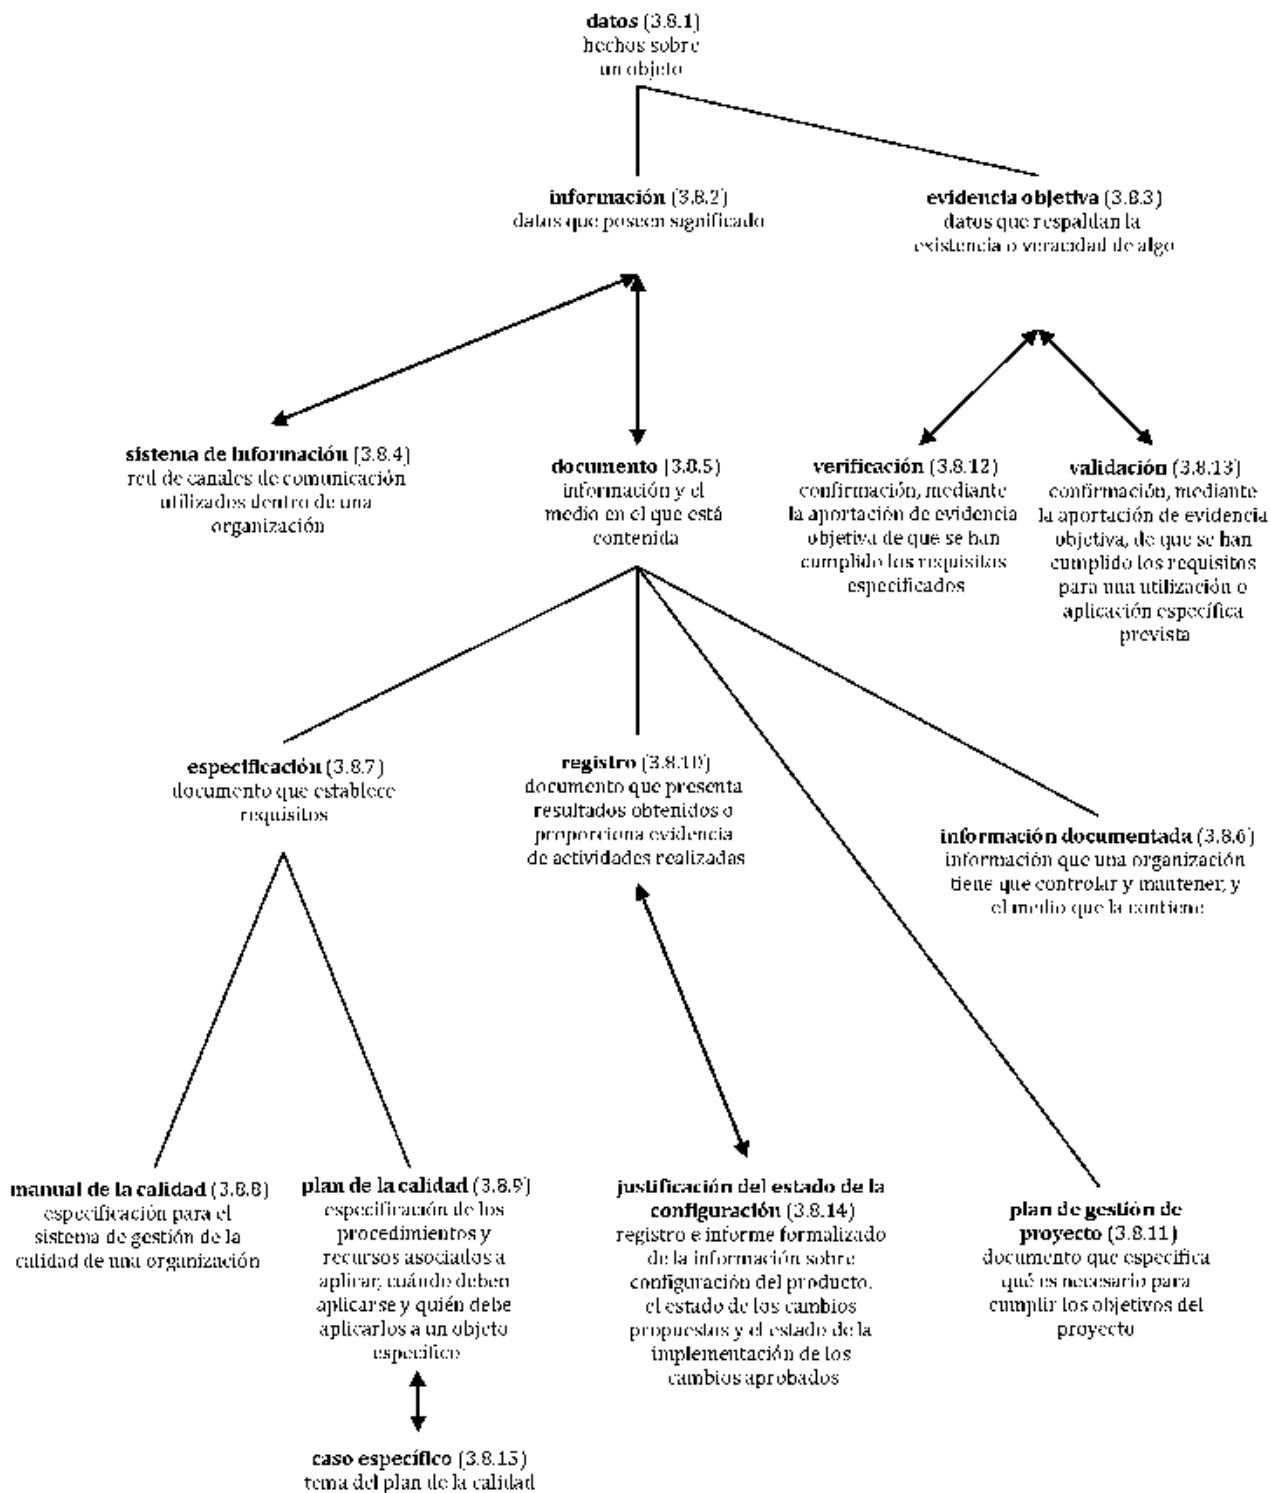 datos (3.8.1)
hechos sobre
un objeto
información (3.8.2)
datos que poseen significado
evidencia objetiva (3.8.3)
datos que respaldan la
existencia o veracidad de algo
sistema de información (3.8.4)
red de canales de comunicación
utilizados dentro de una
organización
documento (3.8.5)
información y el
medio en el que está
contenida
verificación (3.8.12)
confirmación, mediante
la aportación de evidencia
objetiva de que se han
cumplido los requisitos
especificados
validación (3.8.13)
confirmación, mediante
la aportación de evidencia
objetiva, de que se han
cumplido los requisitos
para una utilización o
aplicación específica
prevista
especificación (3.8.7)
documento que establece
requisitos
registro (3.8.10)
documento que presenta
resultados obtenidos o
proporciona evidencia
de actividades realizadas
información documentada (3.8.6)
información que una organización
tiene que controlar y mantener, y
el medio que la contiene
manual de la calidad (3.8.8)
especificación para el
sistema de gestión de la
calidad de una organización
plan de la calidad (3.8.9)
especificación de los
procedimientos y
recursos asociados a
aplicar, cuándo deben
aplicarse y quién debe
aplicarlos a un objeto
específico
justificación del estado de la
configuración (3.8.14)
registro e informe formalizado
de la información sobre
configuración del producto,
el estado de los cambios
propuestos y el estado de la
implementación de los
cambios aprobados
plan de gestión de
proyecto (3.8.11)
documento que especifica
qué es necesario para
cumplir los objetivos del
proyecto
caso específico (3.8.15)
tema del plan de la calidad